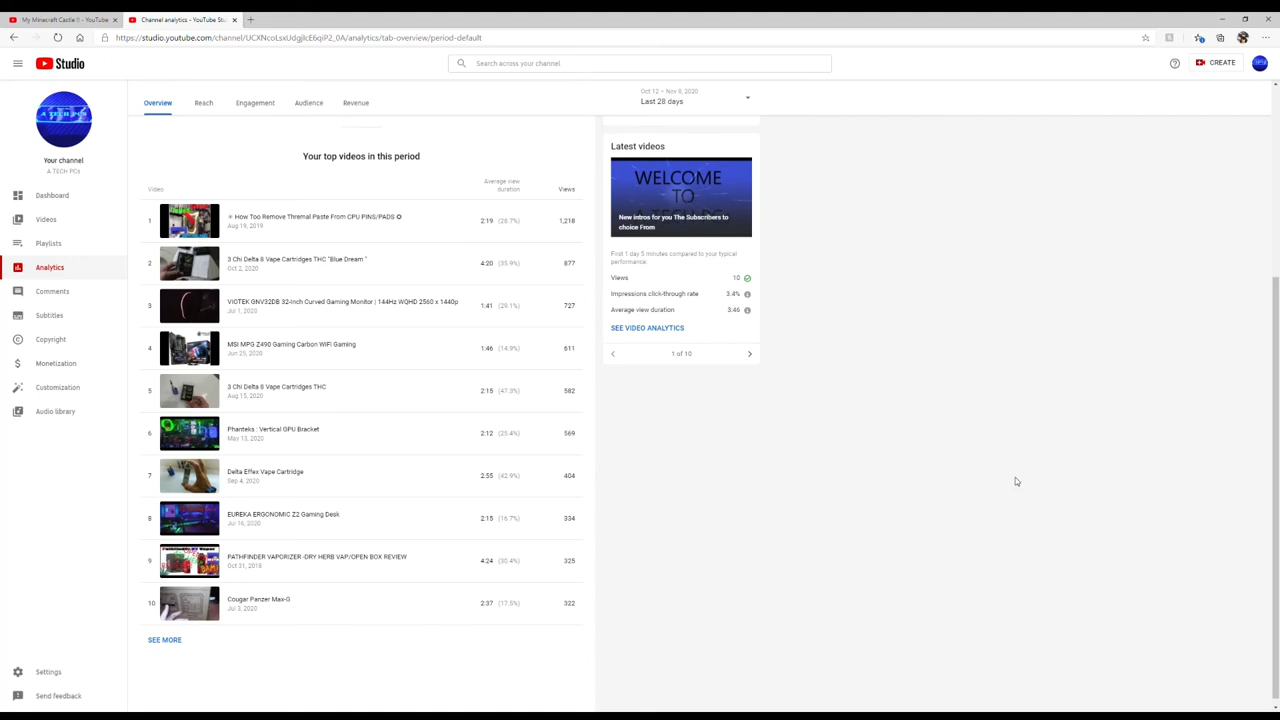 My Minecraft Castle !! - YouTube
Channel analytics - YouTube Stu
https://studio.youtube.com/channel/UCXNcoLsxUdgjlcE6qiP2_0A/analytics/tab-overview/period-default
Studio
Search across your channel
CREATE
A TECH PCs
Your channel
A TECH PCs
Dashboard
Videos
Playlists
Analytics
Comments
Subtitles
Copyright
Monetization
Customization
Audio library
Settings
Send feedback
Overview
Reach
Engagement
Audience
Revenue
Oct 12 – Nov 8, 2020
Last 28 days
Your top videos in this period
Video
Average view duration
Views
1 How Too Remove Thremal Paste From CPU PINS/PADS 2:19 (26.7%) 1,218
Aug 19, 2019
2 3 Chi Delta 8 Vape Cartridges THC "Blue Dream " 4:20 (35.9%) 877
Oct 2, 2020
3 VIOTEK GNV32DB 32-Inch Curved Gaming Monitor | 144Hz WQHD 2560 x 1440p 1:41 (29.1%) 727
Jul 1, 2020
4 MSI MPG Z490 Gaming Carbon WiFi Gaming 1:46 (14.9%) 611
Jun 25, 2020
5 3 Chi Delta 8 Vape Cartridges THC 2:15 (47.3%) 582
Aug 15, 2020
6 Phanteks : Vertical GPU Bracket 2:12 (25.4%) 569
May 13, 2020
7 Delta Effex Vape Cartridge 2:55 (42.9%) 404
Sep 4, 2020
8 EUREKA ERGONOMIC Z2 Gaming Desk 2:15 (16.7%) 334
Jul 16, 2020
9 PATHFINDER VAPORIZER -DRY HERB VAP/OPEN BOX REVIEW 4:24 (30.4%) 325
Oct 31, 2018
10 Cougar Panzer Max-G 2:37 (17.5%) 322
Jul 3, 2020
SEE MORE
Latest videos
WELCOME
TO
New intros for you The Subscribers to
choice From
First 1 day 5 minutes compared to your typical
performance:
Views 10
Impressions click-through rate 3.4%
Average view duration 3:46
SEE VIDEO ANALYTICS
1 of 10